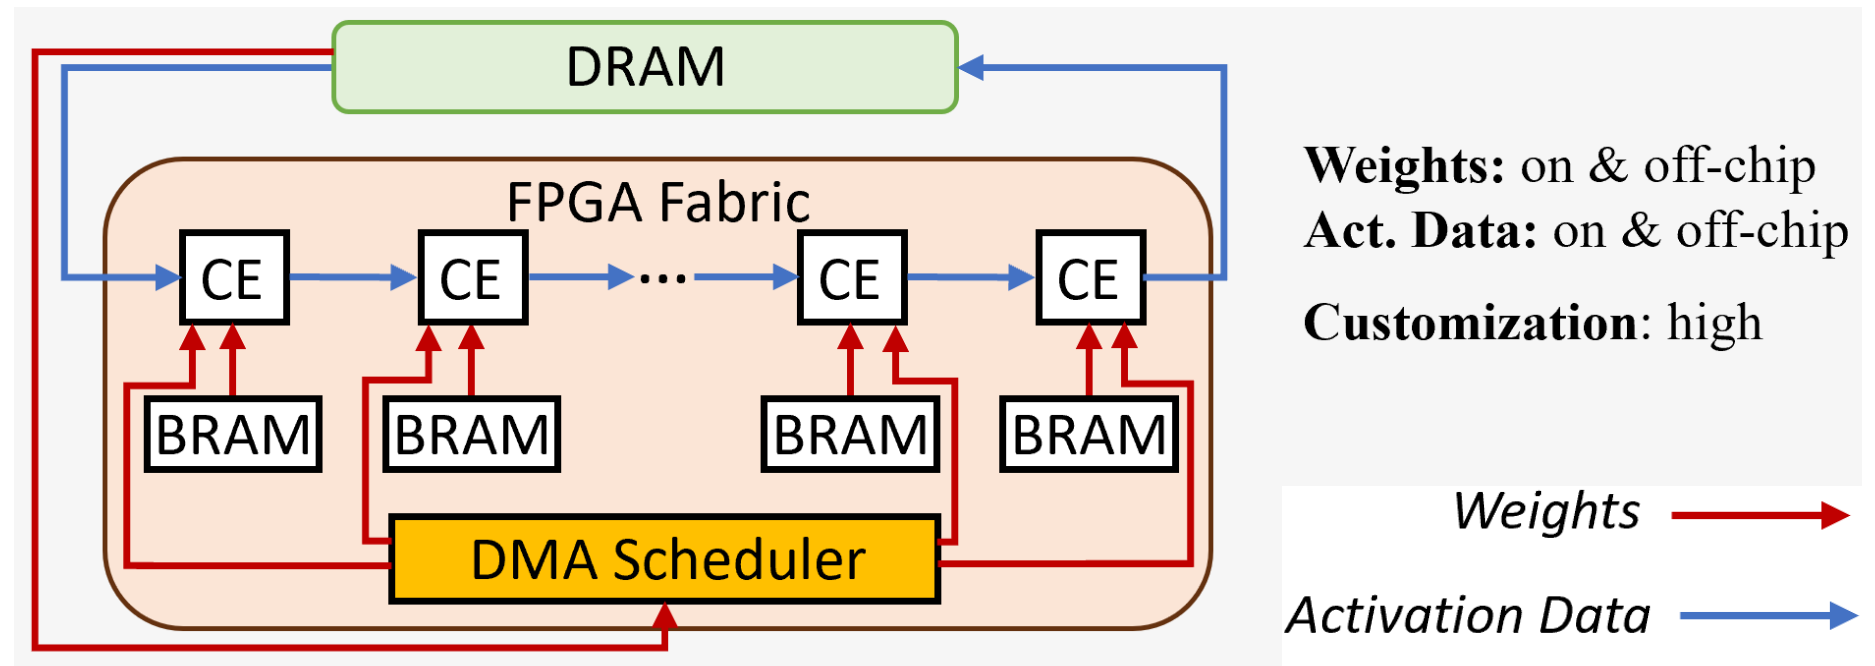 DRAM
FPGA Fabric
CE CE ... CE CE
BRAM BRAM BRAM BRAM
DMA Scheduler
Weights: on & off-chip
Act. Data: on & off-chip
Customization: high
Weights
Activation Data